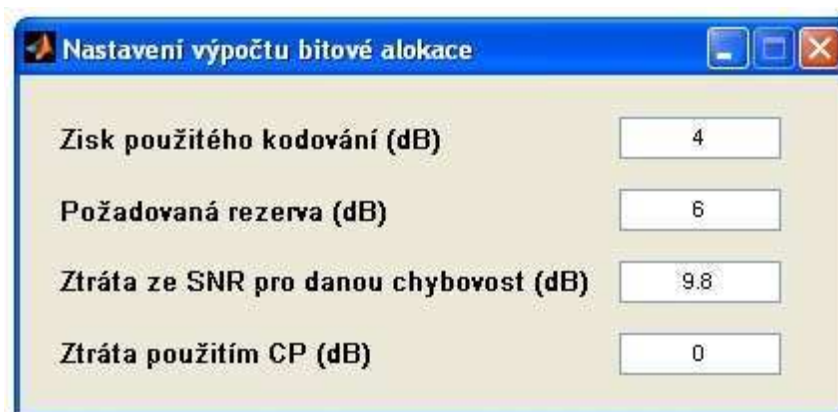 Nastavení výpočtu bitové alokace
Zisk použitého kodování (dB) 4
Požadovaná rezerva (dB) 6
Ztráta ze SNR pro danou chybovost (dB) 9.8
Ztráta použitím CP (dB) 0